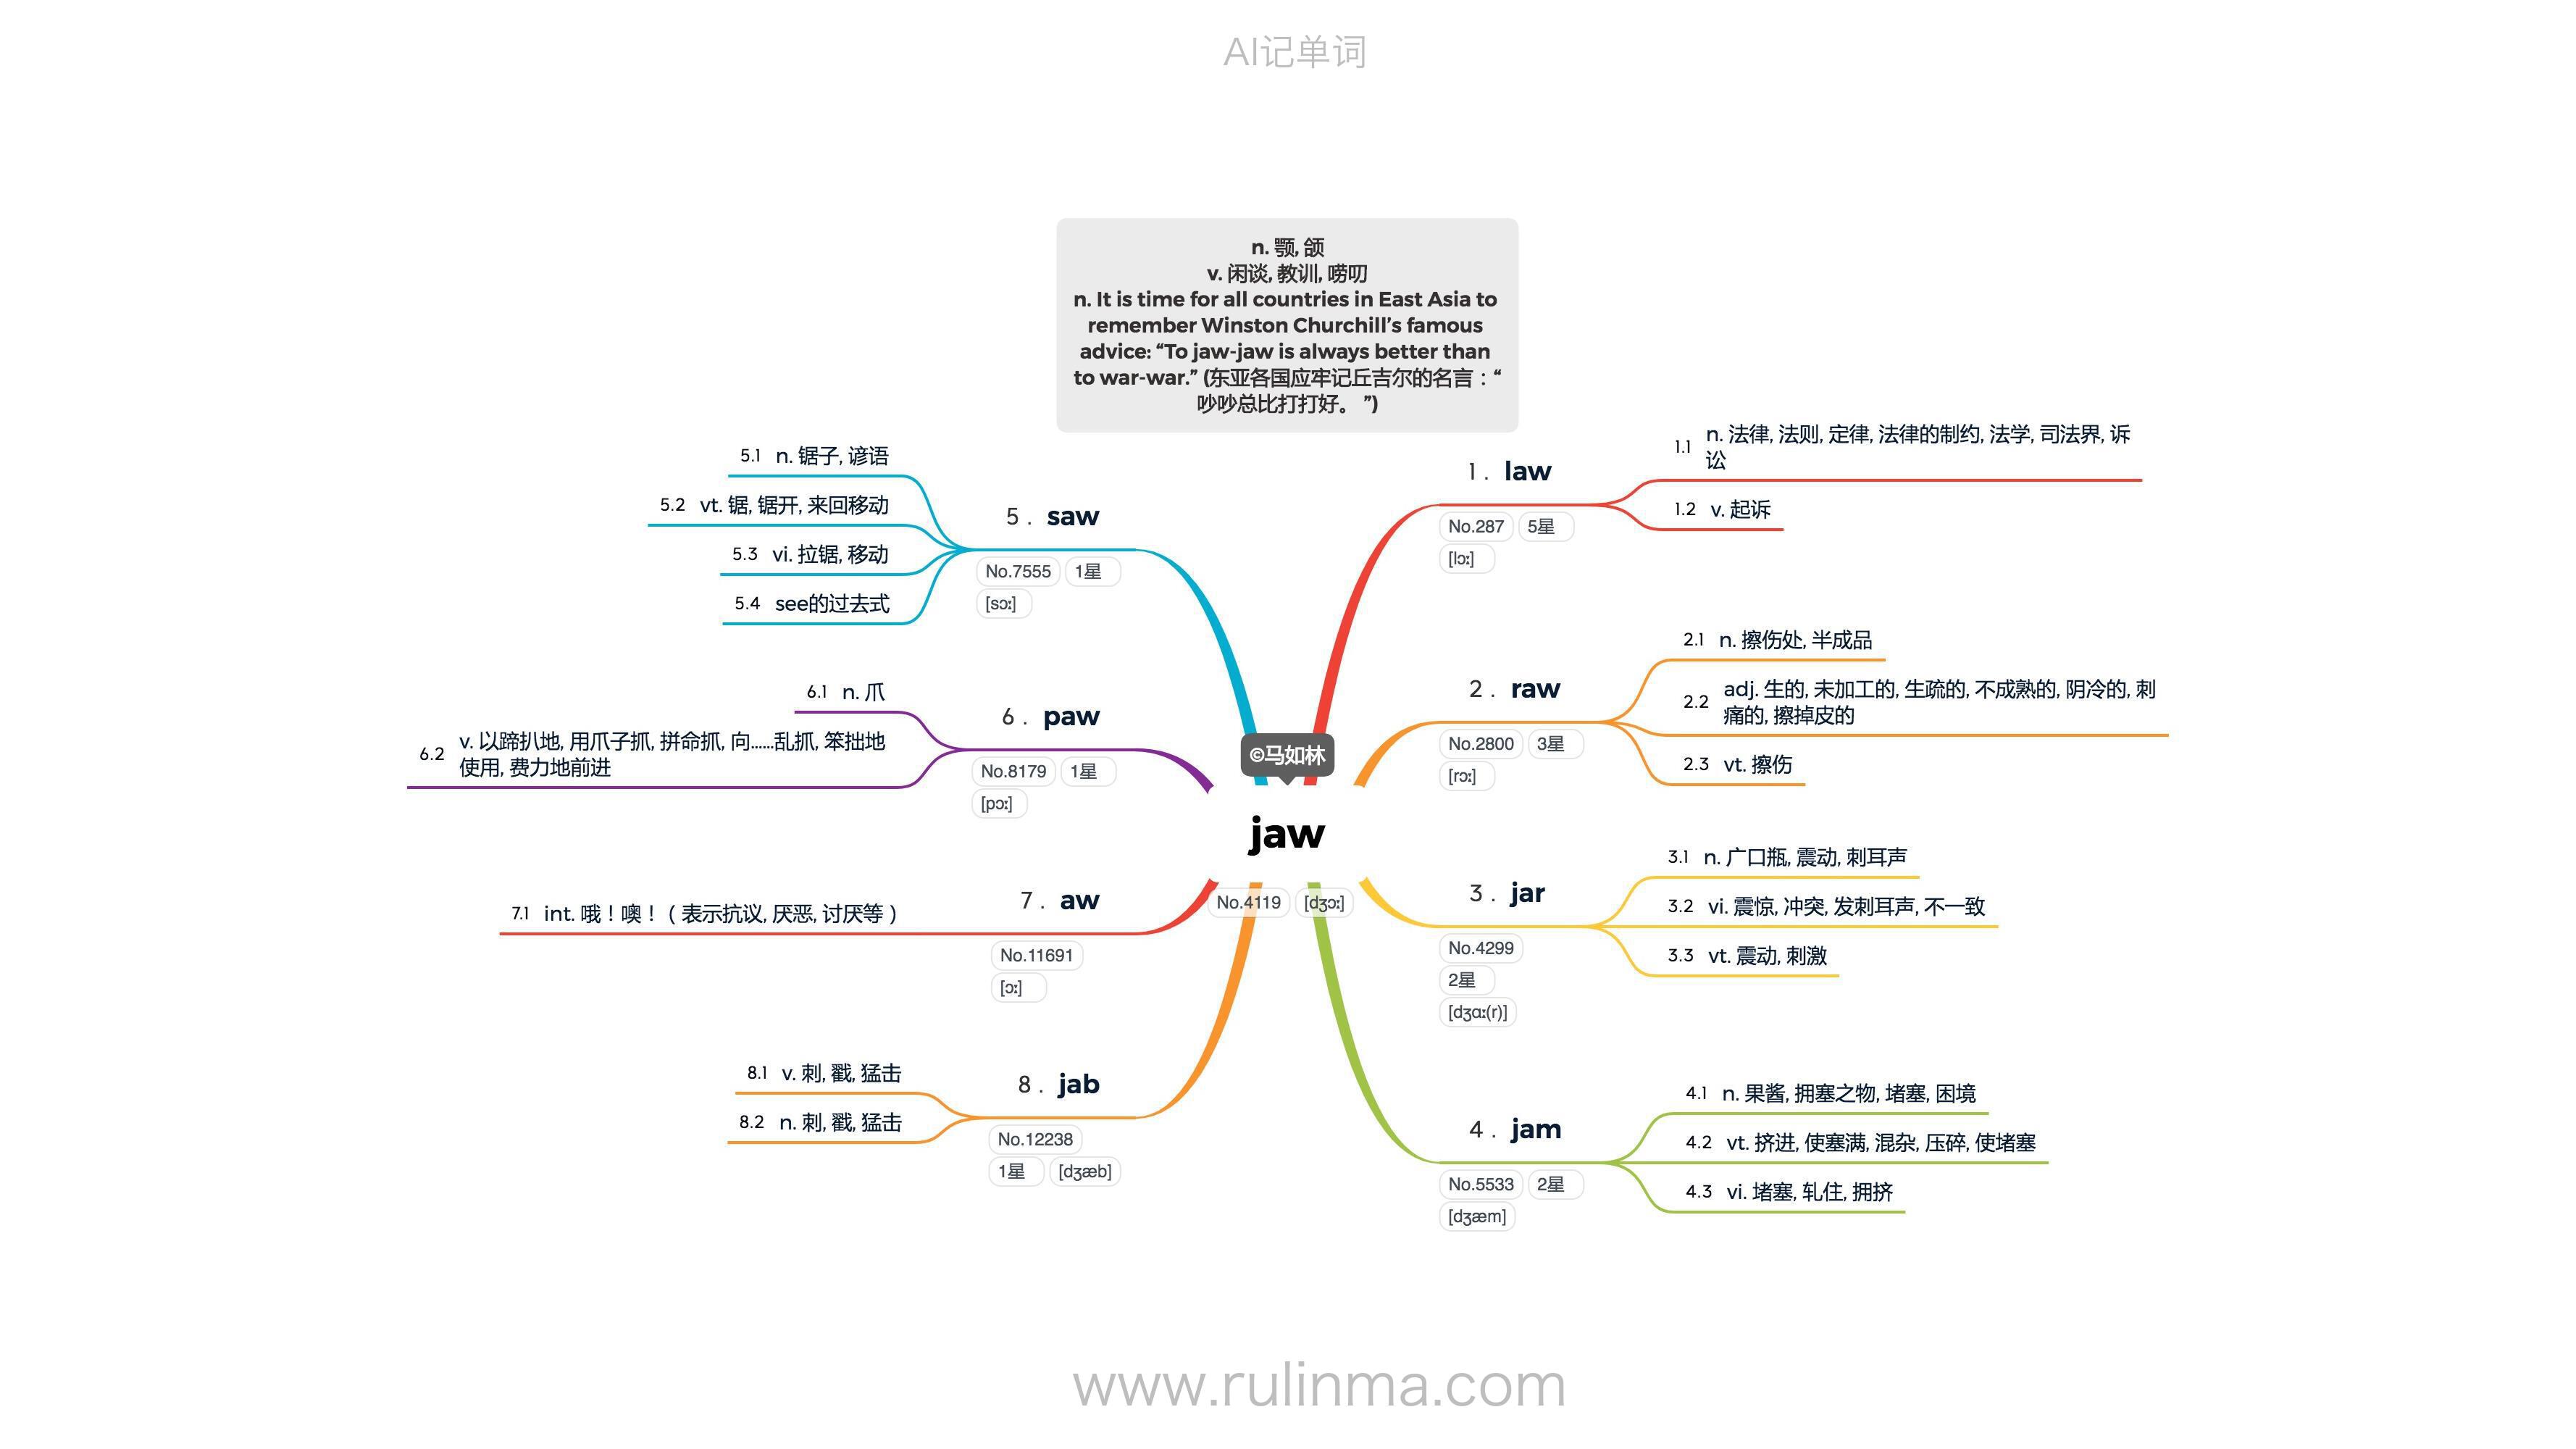 AI记单词
n. 颚, 颌
v. 闲谈, 教训, 唠叨
n. It is time for all countries in East Asia to
remember Winston Churchill’s famous
advice: “To jaw-jaw is always better than
to war-war.” (东亚各国应牢记丘吉尔的名言：“
吵吵总比打打好。 ”)
©马如林
jaw
No.4119 [dʒɔː]
1 . law
No.287 5星
[lɔː]
1.1 n. 法律, 法则, 定律, 法律的制约, 法学, 司法界, 诉
讼
1.2 v. 起诉
2 . raw
No.2800 3星
[rɔː]
2.1 n. 擦伤处, 半成品
2.2 adj. 生的, 未加工的, 生疏的, 不成熟的, 阴冷的, 刺
痛的, 擦掉皮的
2.3 vt. 擦伤
3 . jar
No.4299
2星
[dʒɑː(r)]
3.1 n. 广口瓶, 震动, 刺耳声
3.2 vi. 震惊, 冲突, 发刺耳声, 不一致
3.3 vt. 震动, 刺激
4 . jam
No.5533 2星
[dʒæm]
4.1 n. 果酱, 拥塞之物, 堵塞, 困境
4.2 vt. 挤进, 使塞满, 混杂, 压碎, 使堵塞
4.3 vi. 堵塞, 轧住, 拥挤
5 . saw
No.7555 1星
[sɔː]
5.1 n. 锯子, 谚语
5.2 vt. 锯, 锯开, 来回移动
5.3 vi. 拉锯, 移动
5.4 see的过去式
6 . paw
No.8179 1星
[pɔː]
6.1 n. 爪
6.2 v. 以蹄扒地, 用爪子抓, 拼命抓, 向......乱抓, 笨拙地
使用, 费力地前进
7 . aw
No.11691
[ɔː]
7.1 int. 哦！噢！（ 表示抗议, 厌恶, 讨厌等 ）
8 . jab
No.12238
1星 [dʒæb]
8.1 v. 刺, 戳, 猛击
8.2 n. 刺, 戳, 猛击
www.rulinma.com